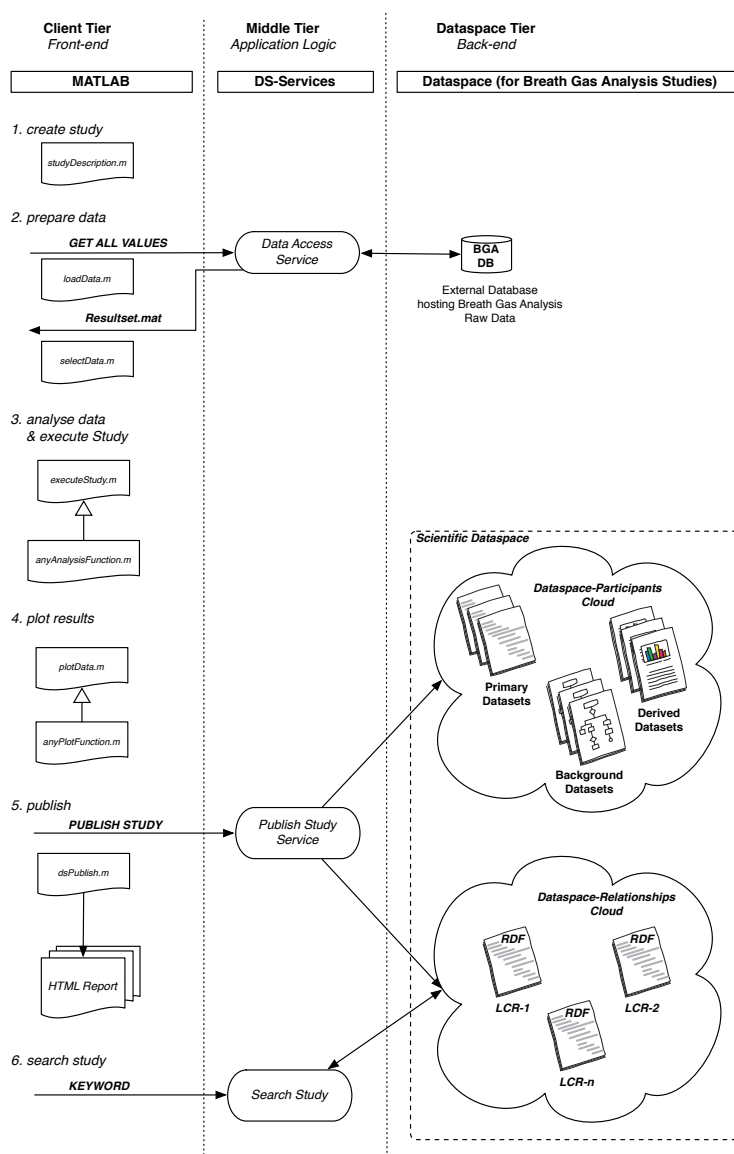 Client Tier
Front-end
Middle Tier
Application Logic
Dataspace Tier
Back-end
MATLAB
DS-Services
Dataspace (for Breath Gas Analysis Studies)
1. create study
studyDescription.m
2. prepare data
GET ALL VALUES
Data Access
Service
BGA
DB
loadData.m
External Database
hosting Breath Gas Analysis
Raw Data
Resultset.mat
selectData.m
3. analyse data
& execute Study
executeStudy.m
anyAnalysisFunction.m
Scientific Dataspace
Dataspace-Participants
Cloud
Primary
Datasets
Derived
Datasets
Background
Datasets
4. plot results
plotData.m
anyPlotFunction.m
5. publish
PUBLISH STUDY
Publish Study
Service
dsPublish.m
HTML Report
Dataspace-Relationships
Cloud
RDF
LCR-1
RDF
LCR-2
RDF
LCR-n
6. search study
KEYWORD
Search Study